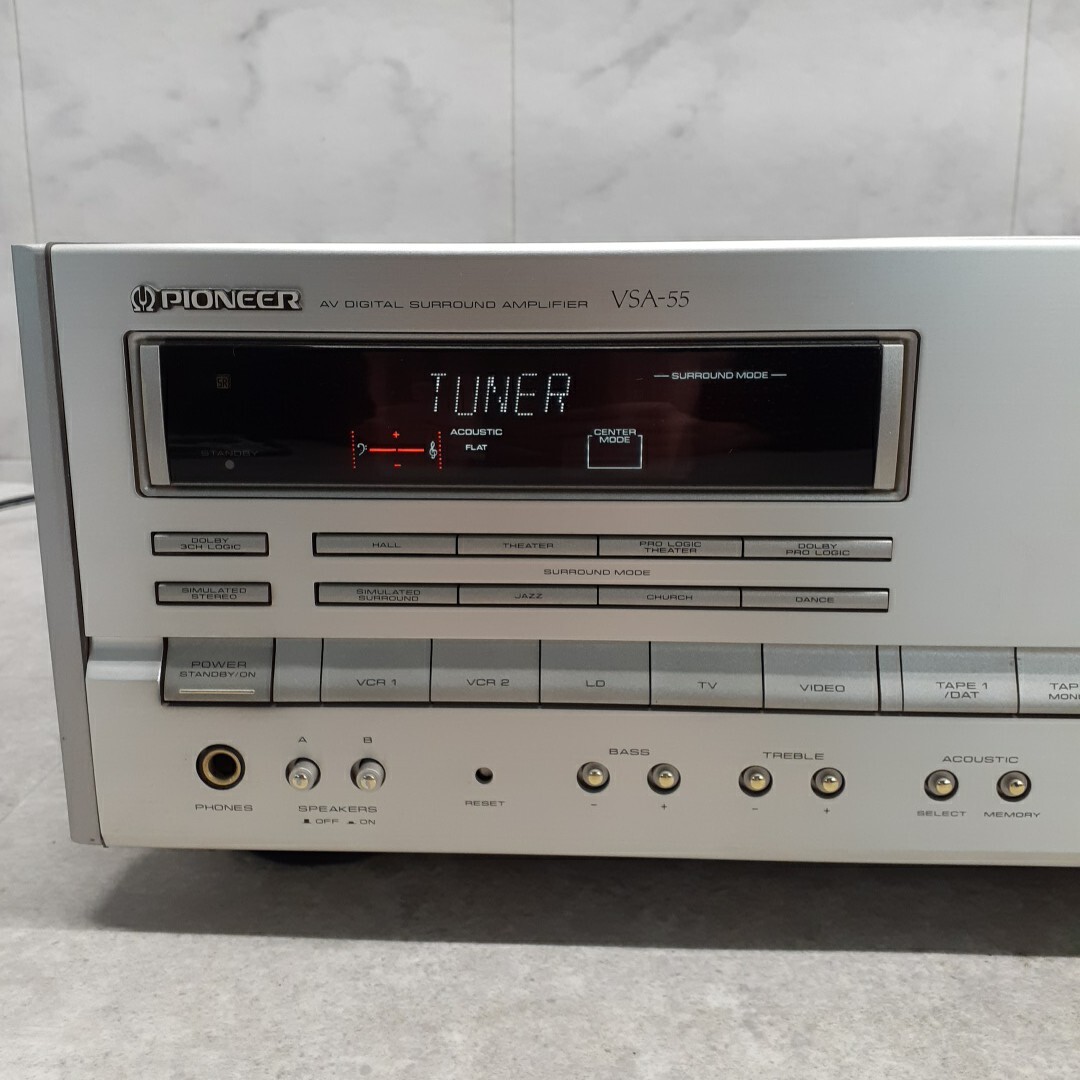 PIONEER AV DIGITAL SURROUND AMPLIFIER VSA-55
SR
TUNER
SURROUND MODE
STANDBY
+
−
ACOUSTIC
FLAT
CENTER
MODE
DOLBY
3CH LOGIC
HALL
THEATER
PRO LOGIC
THEATER
DOLBY
PRO LOGIC
SURROUND MODE
SIMULATED
STEREO
SIMULATED
SURROUND
JAZZ
CHURCH
DANCE
POWER
STANDBY/ON
VCR 1
VCR 2
LD
TV
VIDEO
TAPE 1
/DAT
TAP
MON
PHONES
A B
SPEAKERS
OFF ON
RESET
BASS
− +
TREBLE
− +
ACOUSTIC
SELECT MEMORY